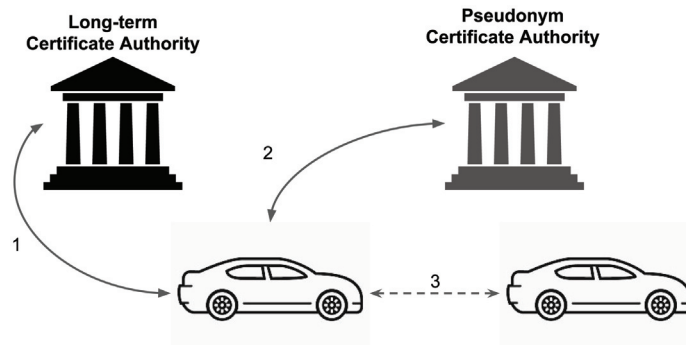 Long-term
Certificate Authority
Pseudonym
Certificate Authority
2
1
3